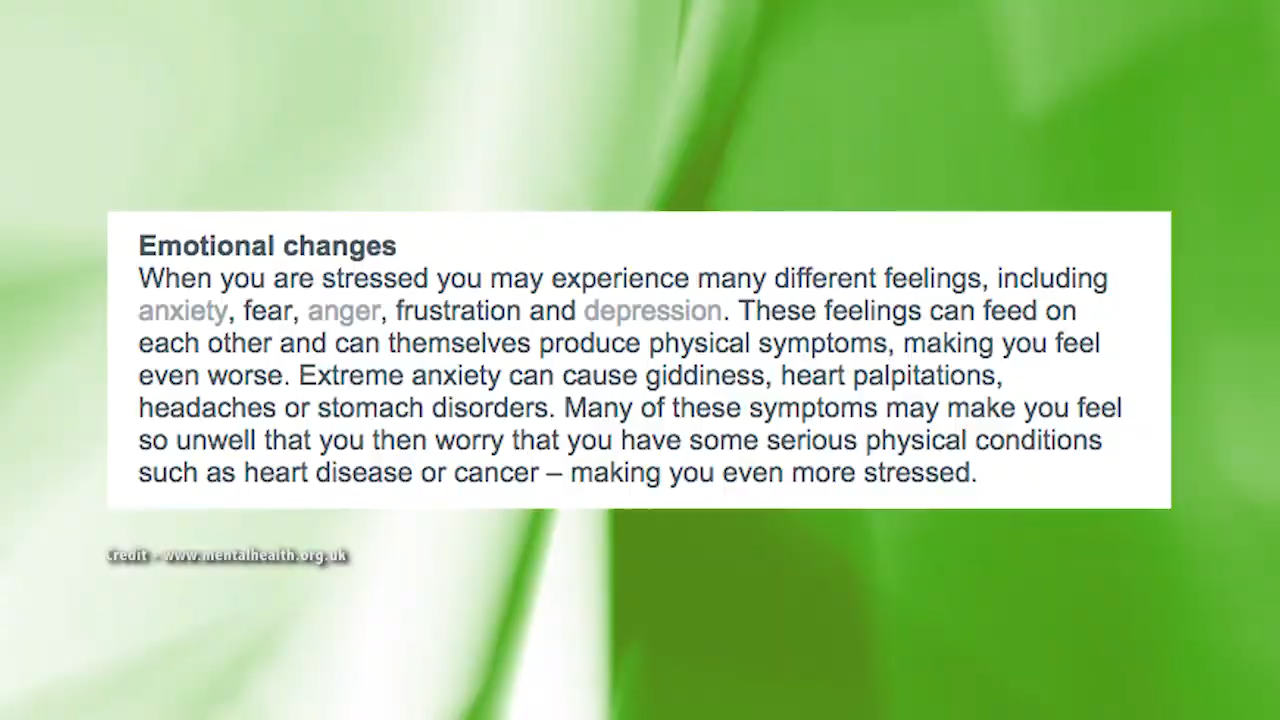 Emotional changes
When you are stressed you may experience many different feelings, including
anxiety, fear, anger, frustration and depression. These feelings can feed on
each other and can themselves produce physical symptoms, making you feel
even worse. Extreme anxiety can cause giddiness, heart palpitations,
headaches or stomach disorders. Many of these symptoms may make you feel
so unwell that you then worry that you have some serious physical conditions
such as heart disease or cancer – making you even more stressed.
Credit - www.mentalhealth.org.uk